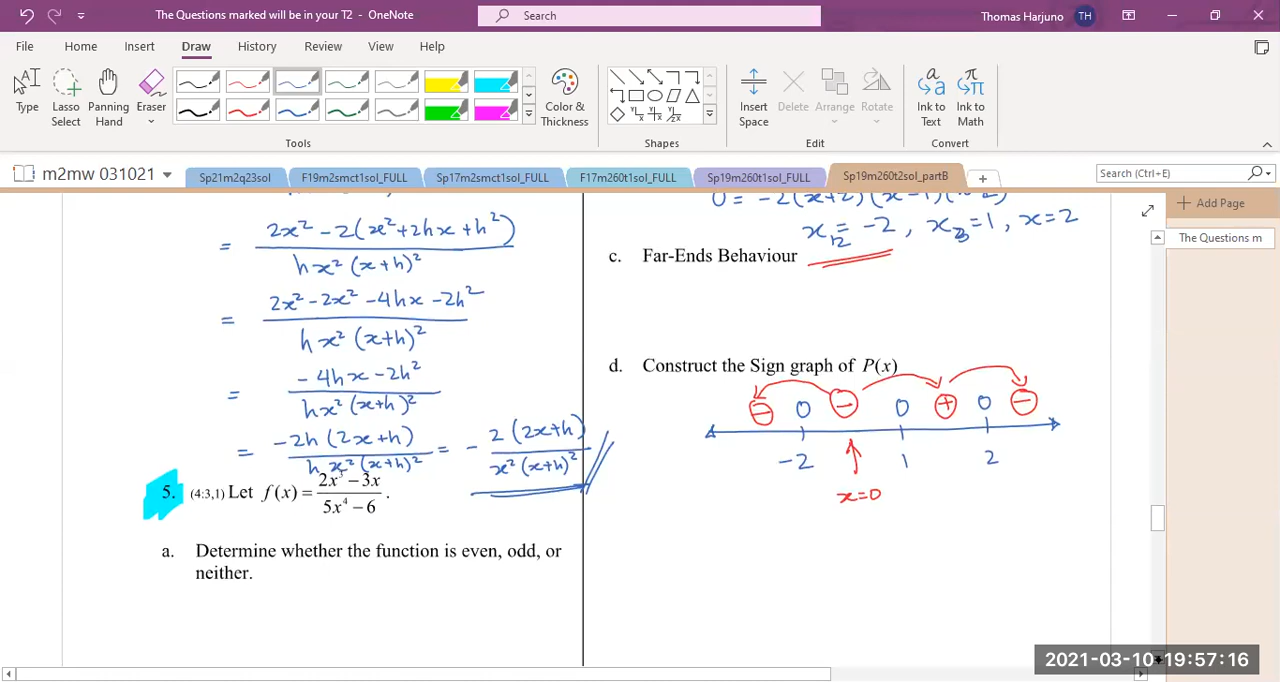 The Questions marked will be in your T2 - OneNote
Search
Thomas Harjuno TH
File Home Insert Draw History Review View Help
Type
Lasso Select
Panning Hand
Eraser
Color & Thickness
Insert Space
Delete
Arrange
Rotate
Ink to Text
Ink to Math
Tools
Shapes
Edit
Convert
m2mw 031021
Sp21m2q23sol
F19m2smct1sol_FULL
Sp17m2smct1sol_FULL
F17m260t1sol_FULL
Sp19m260t1sol_FULL
Sp19m260t2sol_partB
Search (Ctrl+E)
Add Page
The Questions m
= 2x² - 2(x² + 2hx + h²) / hx² (x+h)²
= 2x² - 2x² - 4hx - 2h² / hx² (x+h)²
= -4hx - 2h² / hx² (x+h)²
= -2h (2x+h) / hx² (x+h)² = - 2 (2x+h) / x² (x+h)²
5. (4:3,1) Let f(x) = 2x³ - 3x / 5x⁴ - 6 .
a. Determine whether the function is even, odd, or
neither.
x = -2 , x = 1 , x = 2
c. Far-Ends Behaviour
d. Construct the Sign graph of P(x)
− 0 − 0 + 0 −
-2 1 2
x=0
2021-03-10 19:57:16